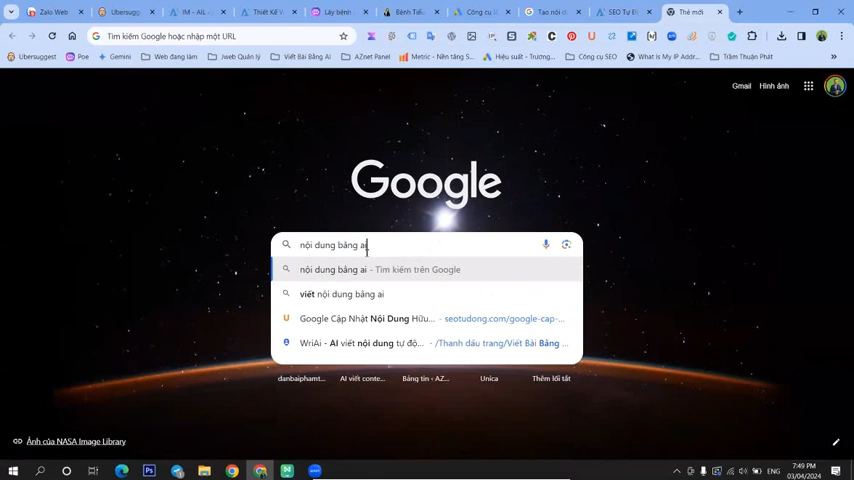 Zalo Web
Ubersuggest
IM - AIL
Thiết Kế V
Lây bệnh
Bệnh Tiể
Công cụ l
Tạo nội d
SEO Tự Đ
Thẻ mới
Tìm kiếm Google hoặc nhập một URL
Ubersuggest
Poe
Gemini
Web đang làm
Jweb quản lý
Viết Bài Bằng AI
AZnet Panel
Metric - Nền tảng S...
Hiệu suất - Trương...
Công cụ SEO
What Is My IP Addr...
Trầm Thuận Phát
Gmail
Hình ảnh
Google
nội dung bằng ai
nội dung bằng ai - Tìm kiếm trên Google
viết nội dung bằng ai
Google Cập Nhật Nội Dung Hữu... - seotudong.com/google-cap-...
WriAi - AI viết nội dung tự độ... - /Thanh dấu trang/Viết Bài Bằng ...
danbaiphamt...
AI viết conte...
Bảng tin ‹ AZ...
Unica
Thêm lối tắt
Ảnh của NASA Image Library
ENG
7:49 PM
03/04/2024